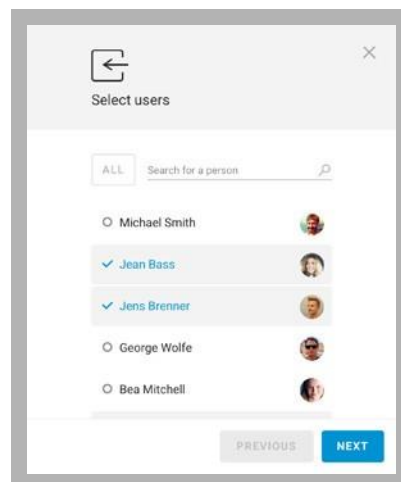 Select users
ALL Search for a person
Michael Smith
Jean Bass
Jens Brenner
George Wolfe
Bea Mitchell
PREVIOUS NEXT